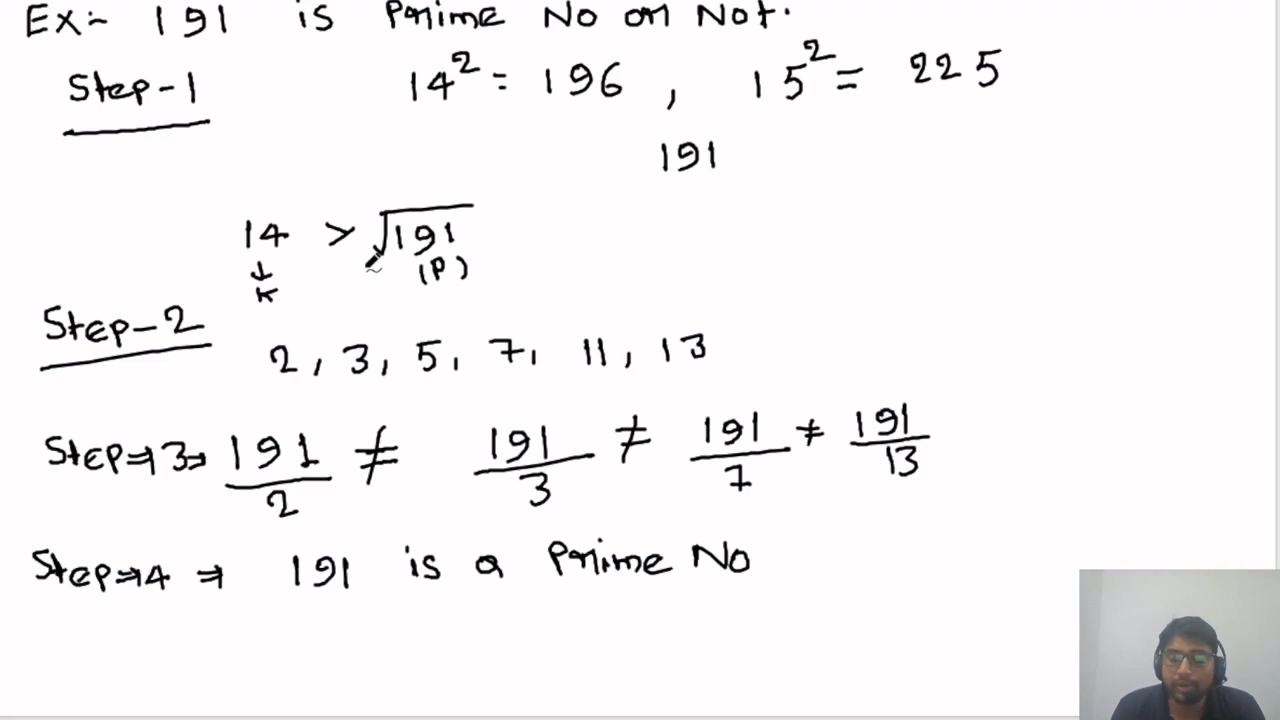 Ex:- 191 is Prime No or Not.
Step-1 14² = 196 , 15² = 225
191
14 > √191
↓ (P)
K
Step-2
2, 3, 5, 7, 11, 13
Step⇒3⇒ 191/2 ≠ 191/3 ≠ 191/7 ≠ 191/13
Step⇒4 ⇒ 191 is a Prime No